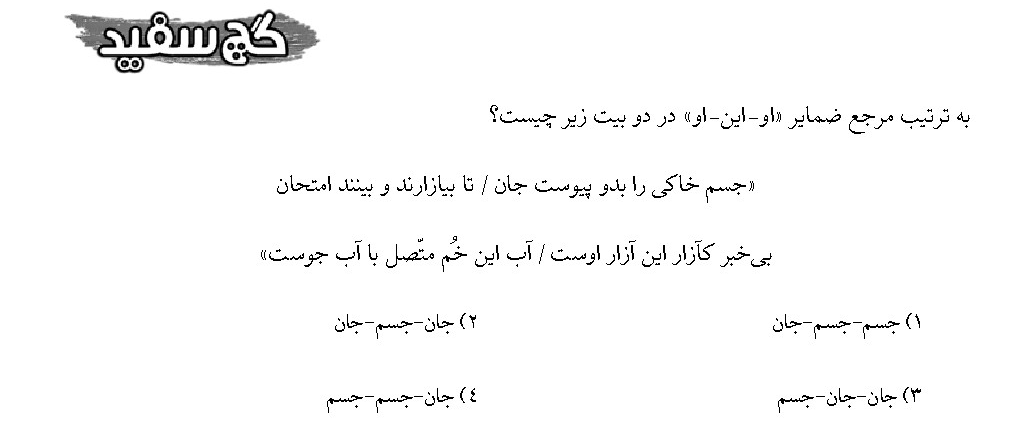 گچ سفید
به ترتیب مرجع ضمایر «او-این-او» در دو بیت زیر چیست؟
«جسم خاکی را بدو پیوست جان / تا بیازارند و بینند امتحان
بی‌خبر کآزار این آزار اوست / آب این خُم متّصل با آب جوست»
۱) جسم-جسم-جان ۲) جان-جسم-جان
۳) جان-جان-جسم ۴) جان-جسم-جسم